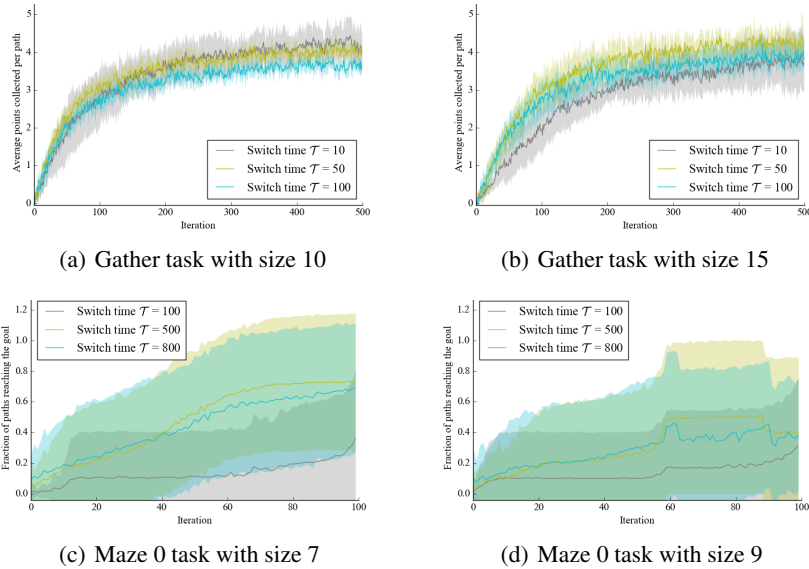 5
4
3
2
1
0
0
100
200
300
400
500
Average points collected per path
Iteration
Switch time 𝒯 = 10
Switch time 𝒯 = 50
Switch time 𝒯 = 100
(a) Gather task with size 10
5
4
3
2
1
0
0
100
200
300
400
500
Average points collected per path
Iteration
Switch time 𝒯 = 10
Switch time 𝒯 = 50
Switch time 𝒯 = 100
(b) Gather task with size 15
1.2
1.0
0.8
0.6
0.4
0.2
0.0
0
20
40
60
80
100
Fraction of paths reaching the goal
Iteration
Switch time 𝒯 = 100
Switch time 𝒯 = 500
Switch time 𝒯 = 800
(c) Maze 0 task with size 7
1.2
1.0
0.8
0.6
0.4
0.2
0.0
0
20
40
60
80
100
Fraction of paths reaching the goal
Iteration
Switch time 𝒯 = 100
Switch time 𝒯 = 500
Switch time 𝒯 = 800
(d) Maze 0 task with size 9